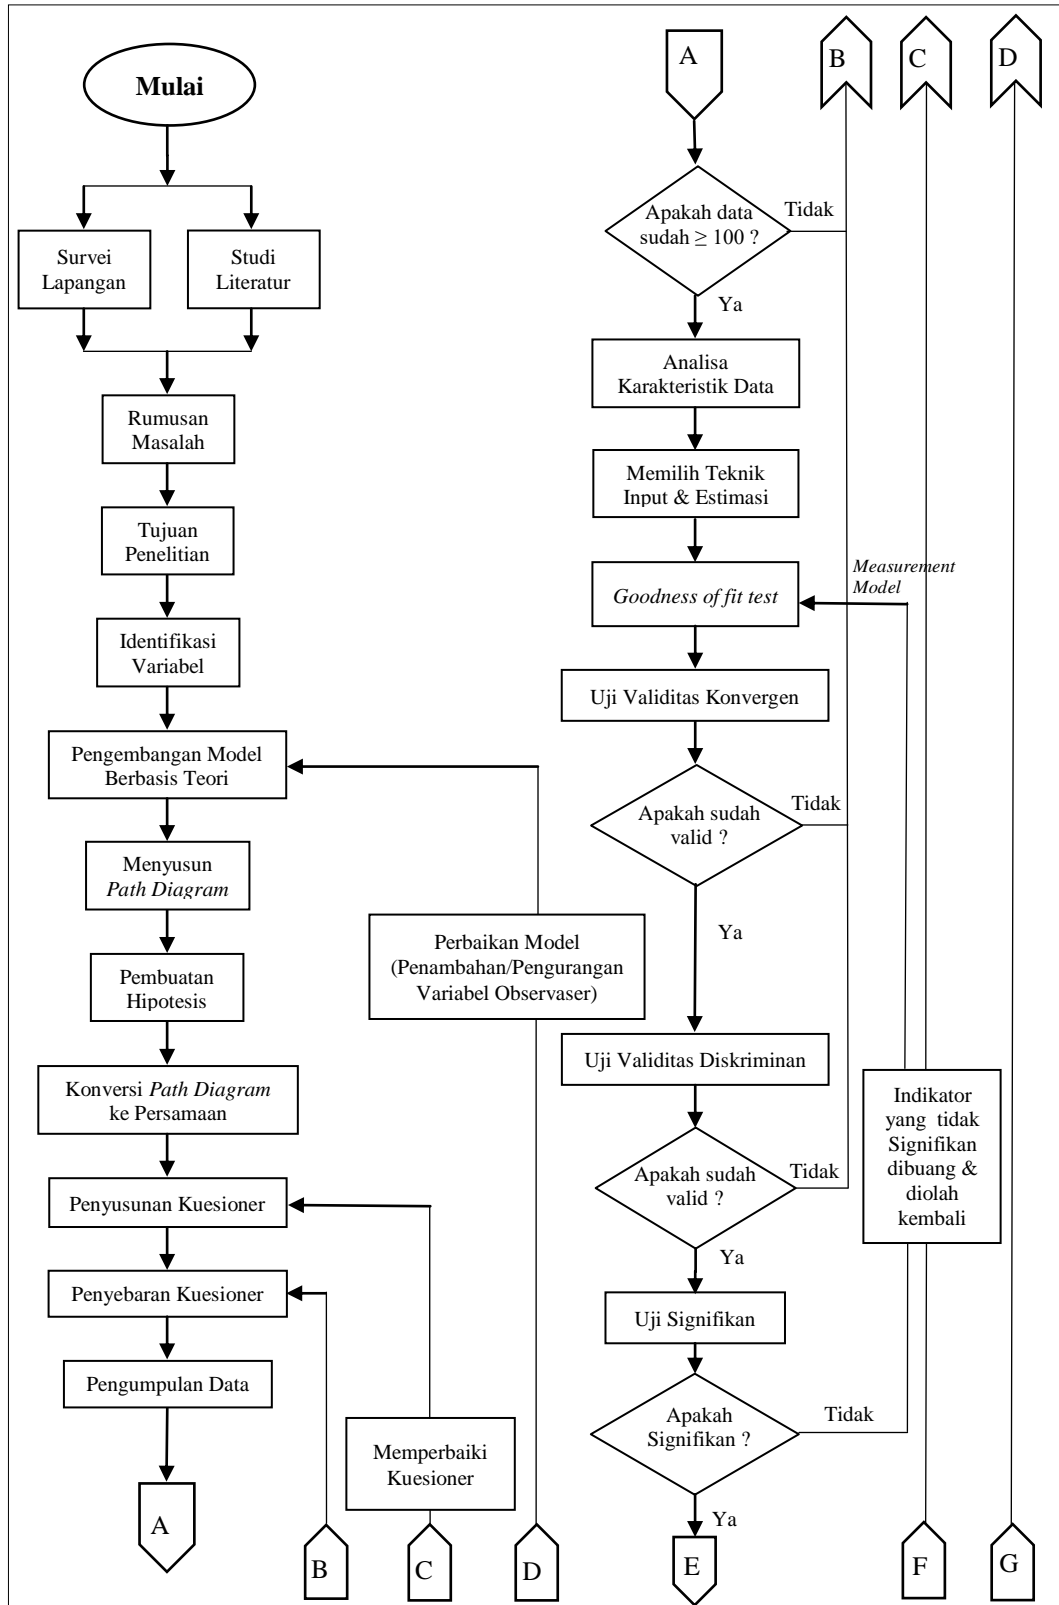 Mulai
Survei
Lapangan
Studi
Literatur
Rumusan
Masalah
Tujuan
Penelitian
Identifikasi
Variabel
Pengembangan Model
Berbasis Teori
Menyusun
Path Diagram
Pembuatan
Hipotesis
Konversi Path Diagram
ke Persamaan
Penyusunan Kuesioner
Penyebaran Kuesioner
Pengumpulan Data
A
Perbaikan Model
(Penambahan/Pengurangan
Variabel Observaser)
Memperbaiki
Kuesioner
B
C
D
A
B
C
D
Apakah data
sudah ≥ 100 ?
Tidak
Ya
Analisa
Karakteristik Data
Memilih Teknik
Input & Estimasi
Goodness of fit test
Measurement
Model
Uji Validitas Konvergen
Apakah sudah
valid ?
Tidak
Ya
Uji Validitas Diskriminan
Apakah sudah
valid ?
Tidak
Ya
Indikator
yang tidak
Signifikan
dibuang &
diolah
kembali
Uji Signifikan
Apakah
Signifikan ?
Tidak
Ya
E
F
G